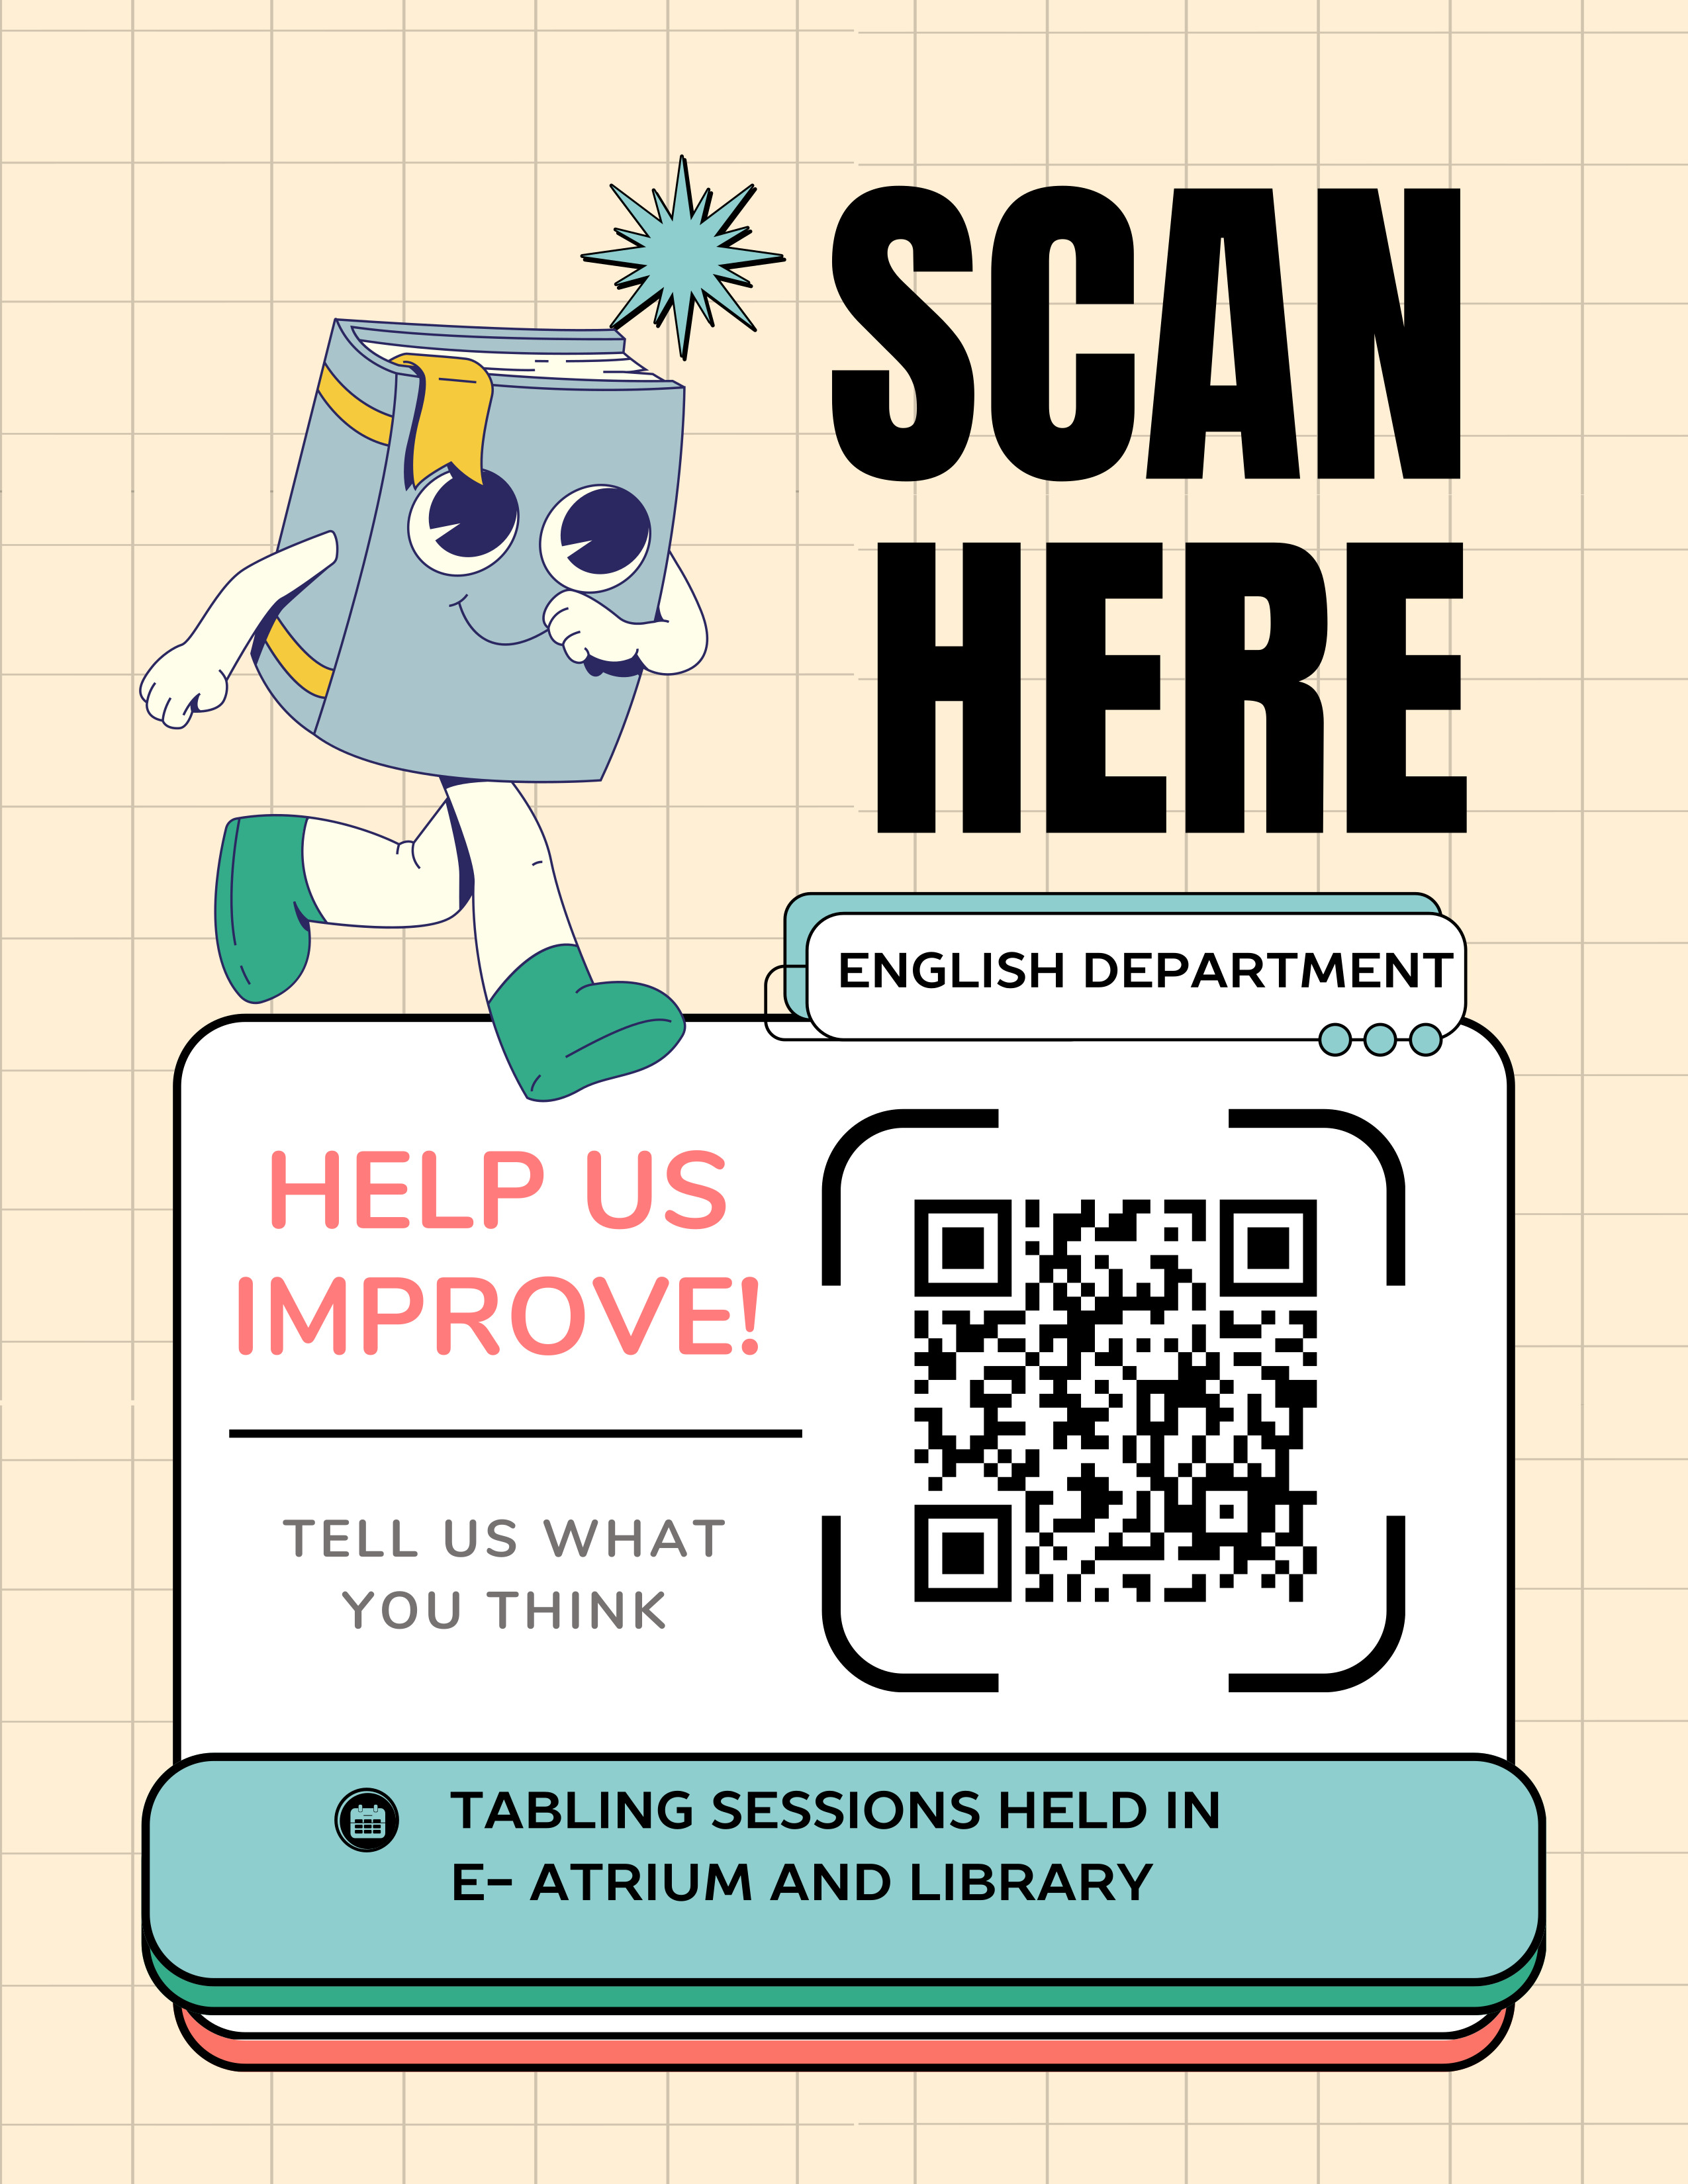 SCAN
HERE
ENGLISH DEPARTMENT
HELP US
IMPROVE!
TELL US WHAT
YOU THINK
TABLING SESSIONS HELD IN
E- ATRIUM AND LIBRARY